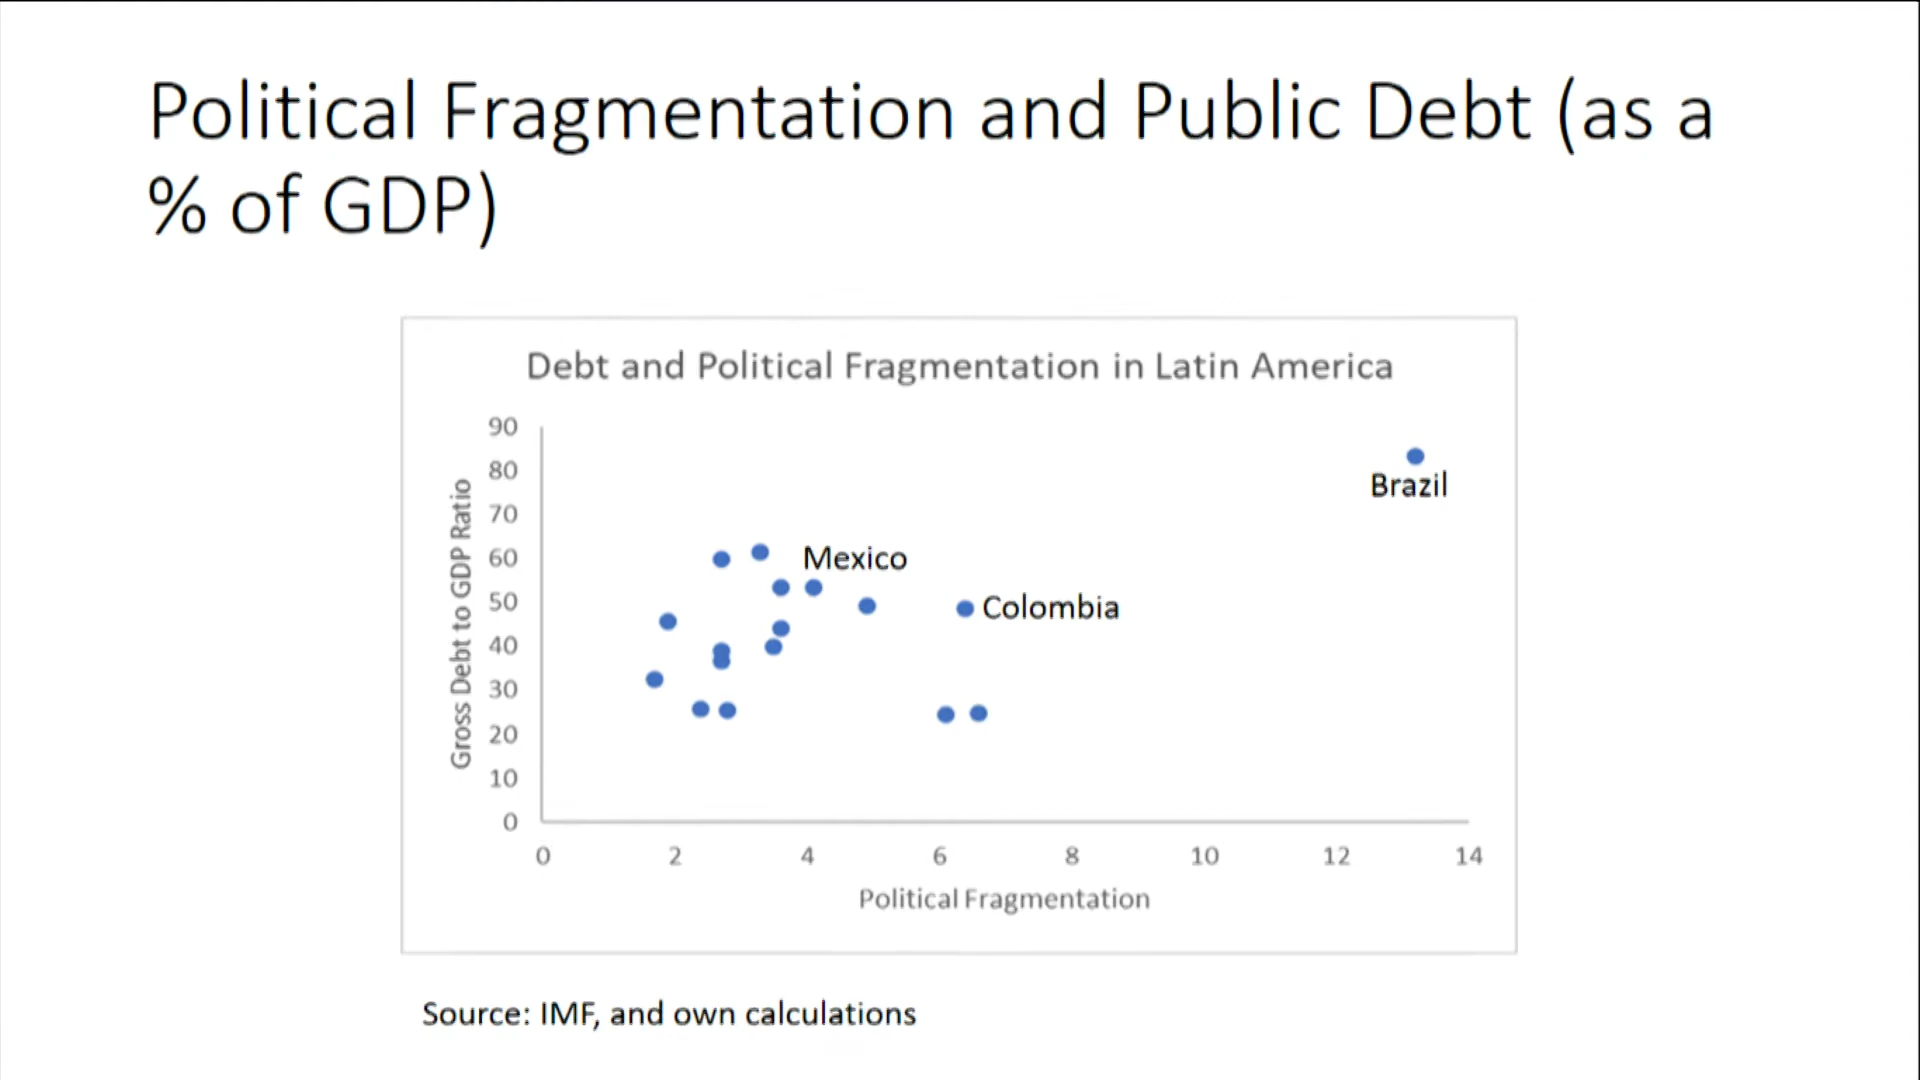 Political Fragmentation and Public Debt (as a
% of GDP)
Debt and Political Fragmentation in Latin America
Gross Debt to GDP Ratio
90
80
70
60
50
40
30
20
10
0
Brazil
Mexico
Colombia
0 2 4 6 8 10 12 14
Political Fragmentation
Source: IMF, and own calculations